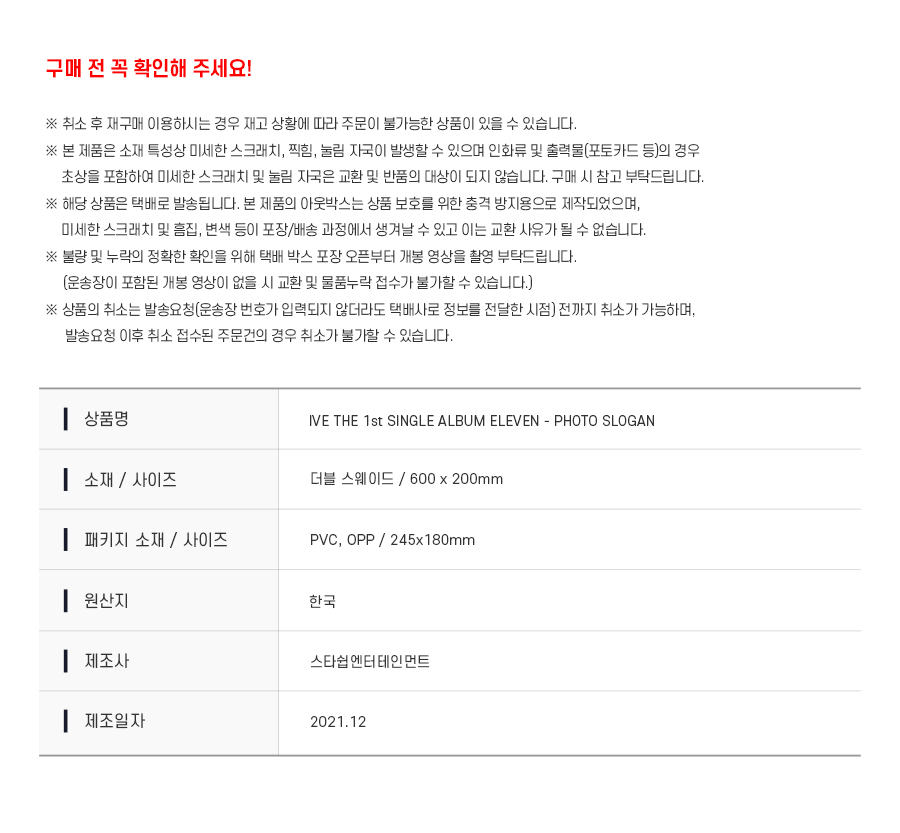 구매 전 꼭 확인해 주세요!
※ 취소 후 재구매 이용하시는 경우 재고 상황에 따라 주문이 불가능한 상품이 있을 수 있습니다.
※ 본 제품은 소재 특성상 미세한 스크래치, 찍힘, 눌림 자국이 발생할 수 있으며 인화류 및 출력물(포토카드 등)의 경우
초상을 포함하여 미세한 스크래치 및 눌림 자국은 교환 및 반품의 대상이 되지 않습니다. 구매 시 참고 부탁드립니다.
※ 해당 상품은 택배로 발송됩니다. 본 제품의 아웃박스는 상품 보호를 위한 충격 방지용으로 제작되었으며,
미세한 스크래치 및 흠집, 변색 등이 포장/배송 과정에서 생겨날 수 있고 이는 교환 사유가 될 수 없습니다.
※ 불량 및 누락의 정확한 확인을 위해 택배 박스 포장 오픈부터 개봉 영상을 촬영 부탁드립니다.
(운송장이 포함된 개봉 영상이 없을 시 교환 및 물품누락 접수가 불가할 수 있습니다.)
※ 상품의 취소는 발송요청(운송장 번호가 입력되지 않더라도 택배사로 정보를 전달한 시점) 전까지 취소가 가능하며,
발송요청 이후 취소 접수된 주문건의 경우 취소가 불가할 수 있습니다.
상품명 IVE THE 1st SINGLE ALBUM ELEVEN - PHOTO SLOGAN
소재 / 사이즈 더블 스웨이드 / 600 x 200mm
패키지 소재 / 사이즈 PVC, OPP / 245x180mm
원산지 한국
제조사 스타쉽엔터테인먼트
제조일자 2021.12